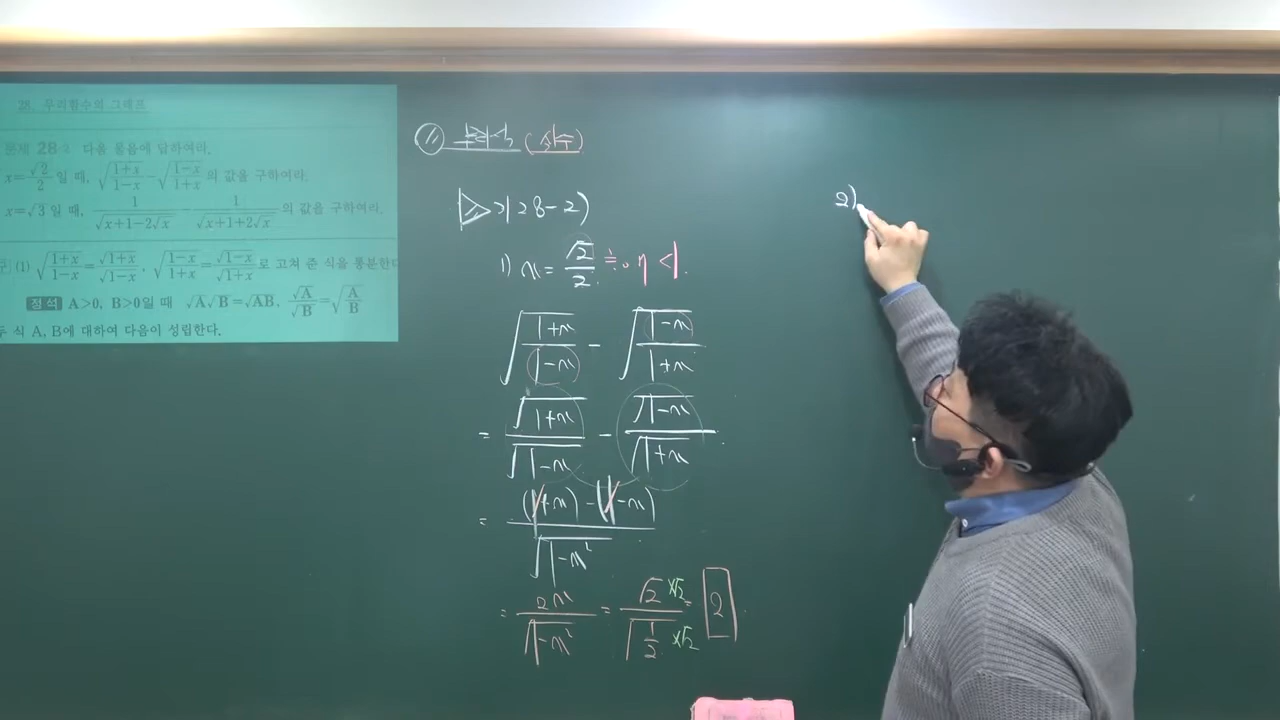 28. 무리함수의 그래프
문제 28-2 다음 물음에 답하여라.
x=√2/2일 때, √((1+x)/(1−x))−√((1−x)/(1+x))의 값을 구하여라.
x=√3일 때, 1/√(x+1−2√x) 1/√(x+1+2√x)의 값을 구하여라.
(1) √((1+x)/(1−x))=√(1+x)/√(1−x), √((1−x)/(1+x))=√(1−x)/√(1+x)로 고쳐 준 식을 통분한다
정석 A>0, B>0일 때 √A√B=√AB, √A/√B=√(A/B)
두 식 A, B에 대하여 다음이 성립한다.
(상수)
제28-2)
1) x=√2/2 ≒0.7<1.
√((1+x)/(1−x)) − √((1−x)/(1+x))
= √(1+x)/√(1−x) − √(1−x)/√(1+x)
= ((1+x)−(1−x))/√(1−x²)
= 2x/√(1−x²) = √2×√2/√(1/2)×√2 = 2
2)